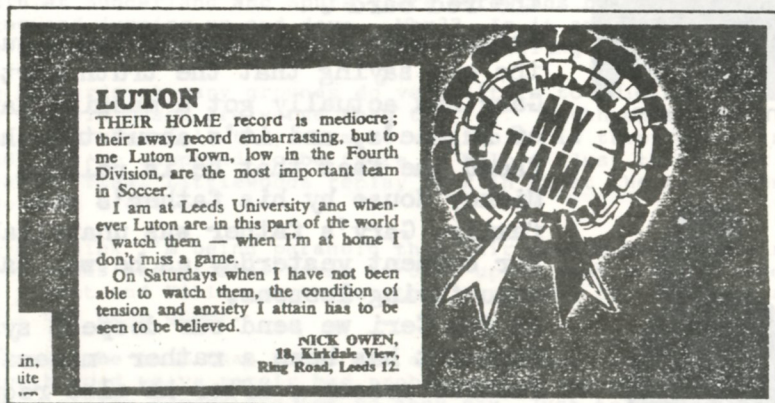 LUTON
THEIR HOME record is mediocre;
their away record embarrassing, but to
me Luton Town, low in the Fourth
Division, are the most important team
in Soccer.
I am at Leeds University and when-
ever Luton are in this part of the world
I watch them — when I'm at home I
don't miss a game.
On Saturdays when I have not been
able to watch them, the condition of
tension and anxiety I attain has to be
seen to be believed.
NICK OWEN,
18, Kirkdale View,
Ring Road, Leeds 12.
MY
TEAM!
in,
ite